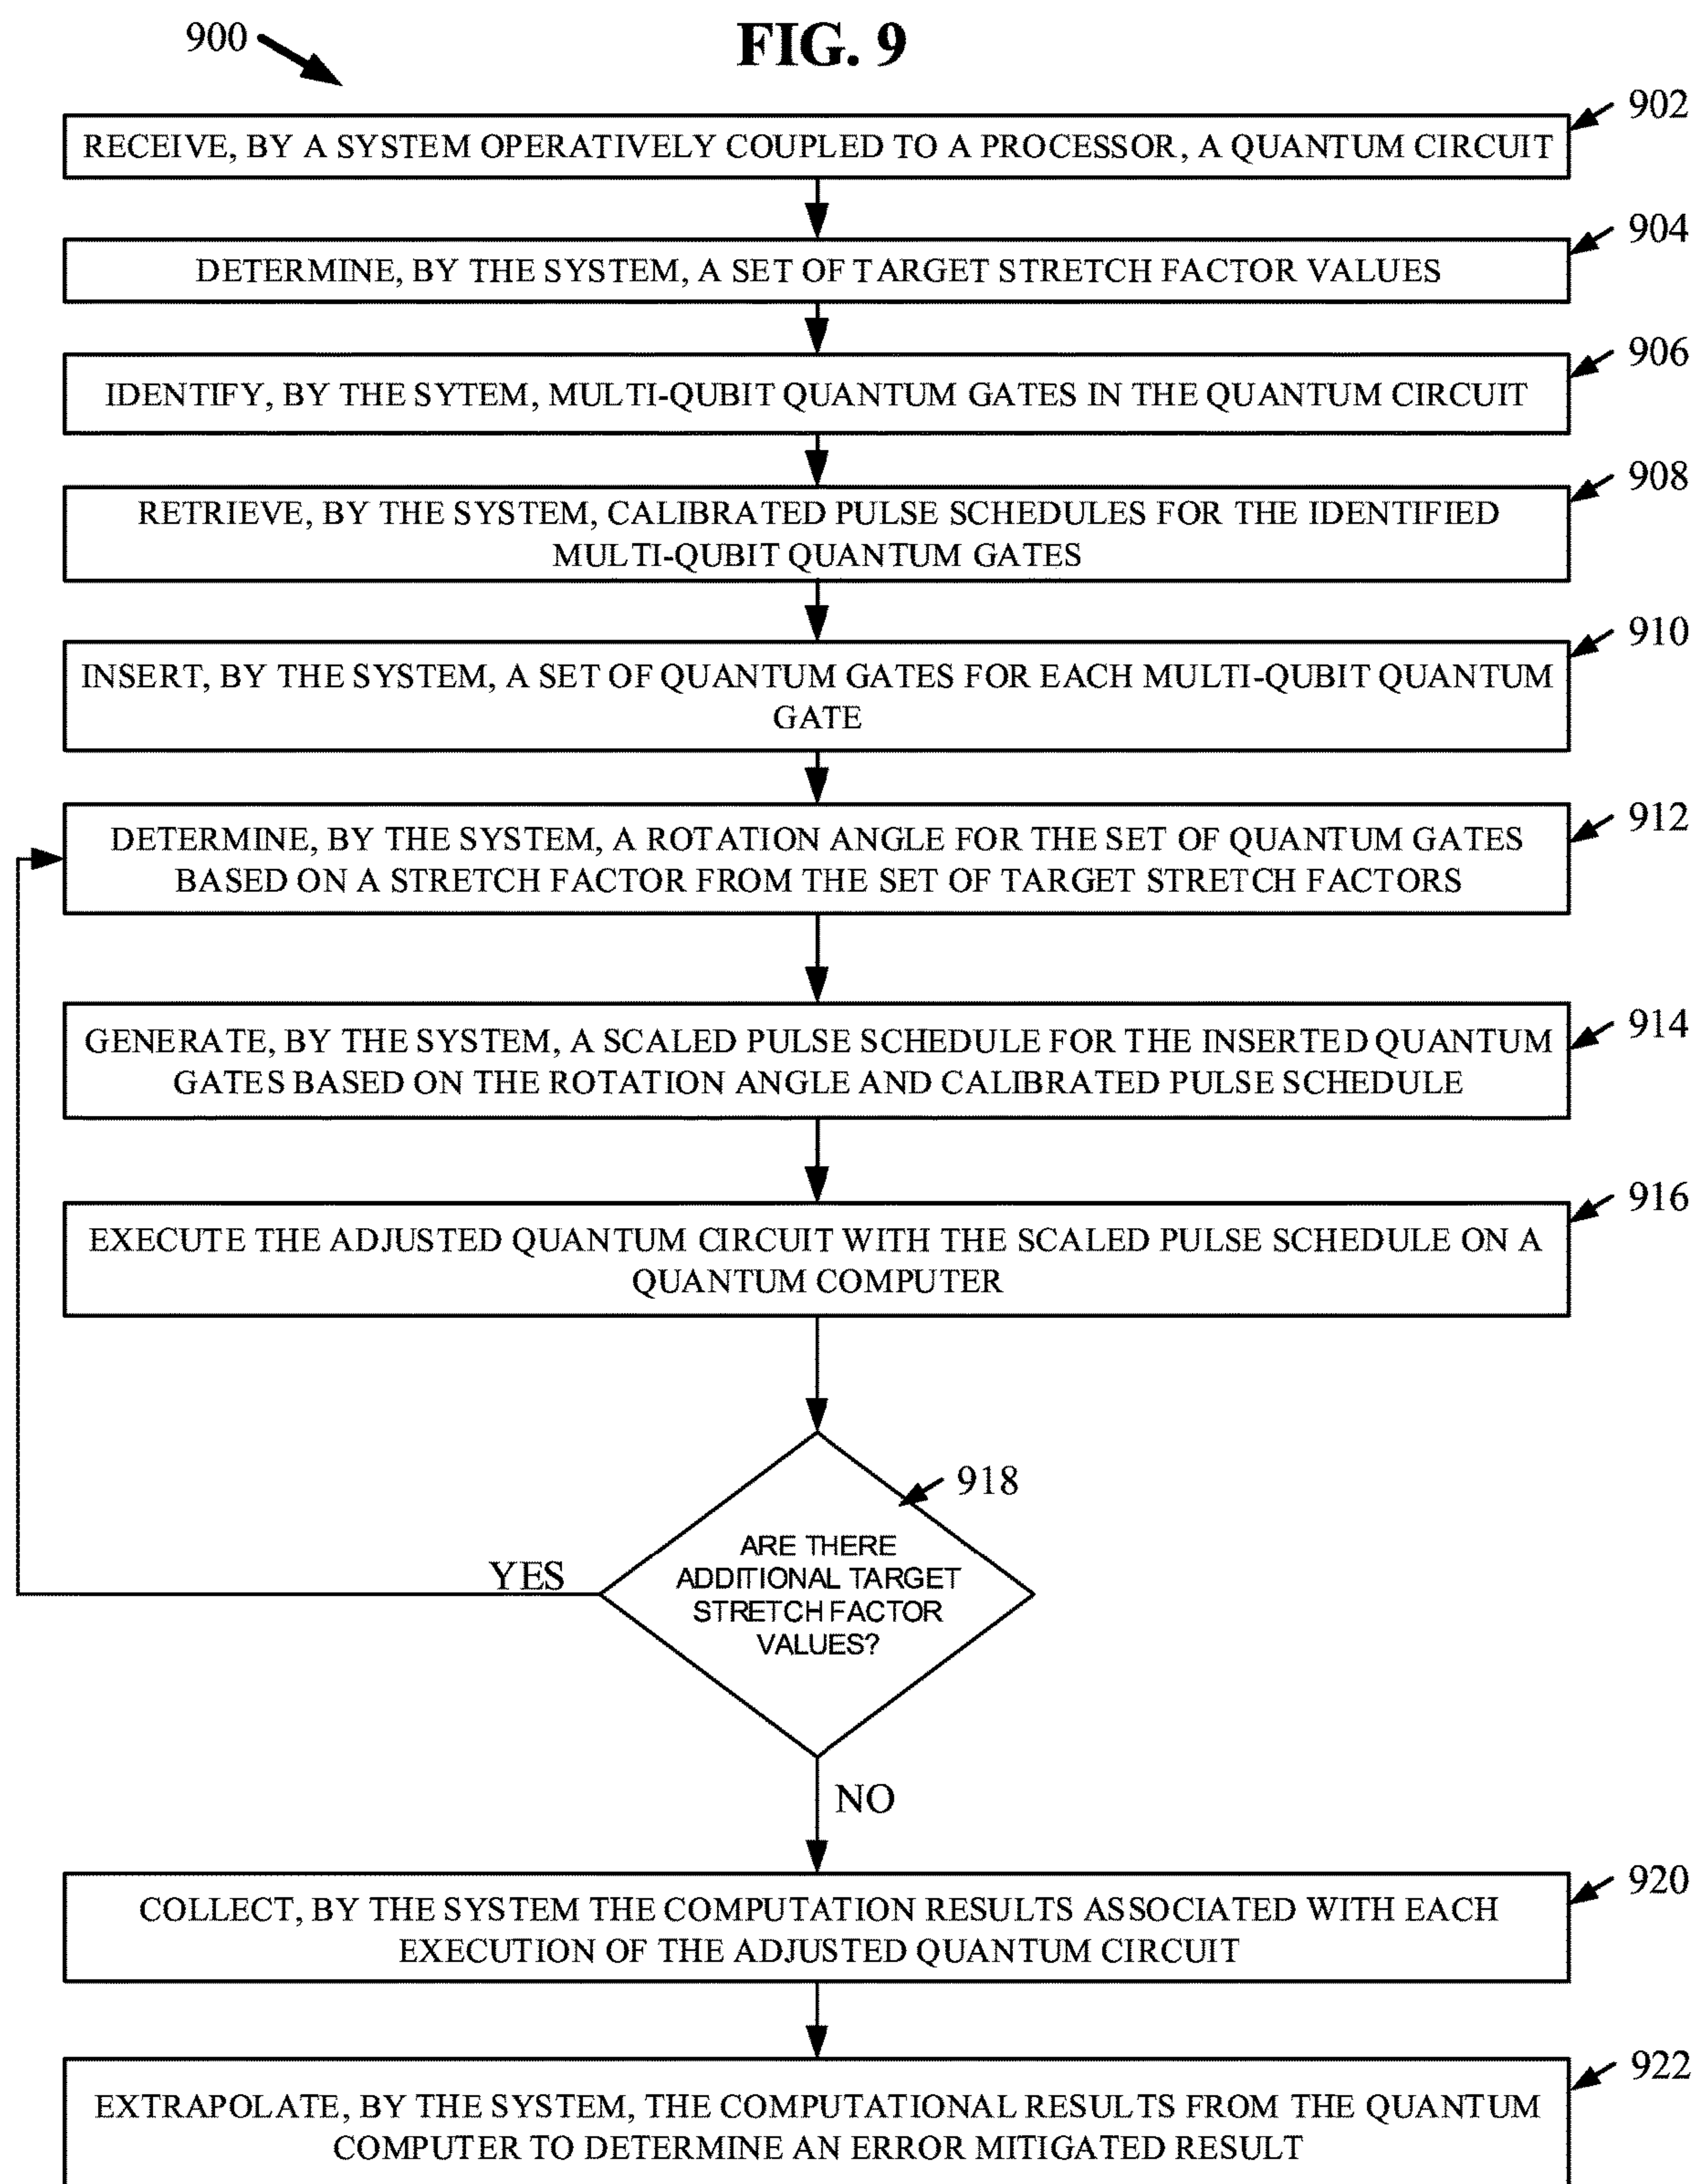 900
FIG. 9
902
RECEIVE, BY A SYSTEM OPERATIVELY COUPLED TO A PROCESSOR, A QUANTUM CIRCUIT
904
DETERMINE, BY THE SYSTEM, A SET OF TARGET STRETCH FACTOR VALUES
906
IDENTIFY, BY THE SYTEM, MULTI-QUBIT QUANTUM GATES IN THE QUANTUM CIRCUIT
908
RETRIEVE, BY THE SYSTEM, CALIBRATED PULSE SCHEDULES FOR THE IDENTIFIED
MULTI-QUBIT QUANTUM GATES
910
INSERT, BY THE SYSTEM, A SET OF QUANTUM GATES FOR EACH MULTI-QUBIT QUANTUM
GATE
912
DETERMINE, BY THE SYSTEM, A ROTATION ANGLE FOR THE SET OF QUANTUM GATES
BASED ON A STRETCH FACTOR FROM THE SET OF TARGET STRETCH FACTORS
914
GENERATE, BY THE SYSTEM, A SCALED PULSE SCHEDULE FOR THE INSERTED QUANTUM
GATES BASED ON THE ROTATION ANGLE AND CALIBRATED PULSE SCHEDULE
916
EXECUTE THE ADJUSTED QUANTUM CIRCUIT WITH THE SCALED PULSE SCHEDULE ON A
QUANTUM COMPUTER
918
ARE THERE
ADDITIONAL TARGET
STRETCH FACTOR
VALUES?
YES
NO
920
COLLECT, BY THE SYSTEM THE COMPUTATION RESULTS ASSOCIATED WITH EACH
EXECUTION OF THE ADJUSTED QUANTUM CIRCUIT
922
EXTRAPOLATE, BY THE SYSTEM, THE COMPUTATIONAL RESULTS FROM THE QUANTUM
COMPUTER TO DETERMINE AN ERROR MITIGATED RESULT